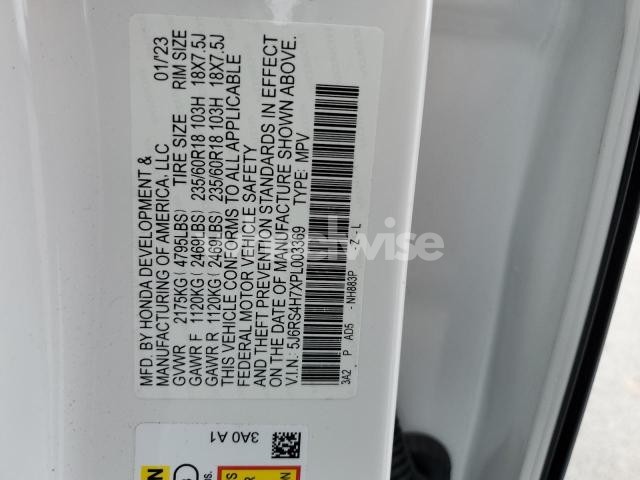 MFD. BY HONDA DEVELOPMENT &
MANUFACTURING OF AMERICA, LLC 01/23
GVWR 2175KG ( 4795LBS) TIRE SIZE RIM SIZE
GAWR F 1120KG ( 2469LBS) 235/60R18 103H 18X7.5J
GAWR R 1120KG ( 2469LBS) 235/60R18 103H 18X7.5J
THIS VEHICLE CONFORMS TO ALL APPLICABLE
FEDERAL MOTOR VEHICLE SAFETY
AND THEFT PREVENTION STANDARDS IN EFFECT
ON THE DATE OF MANUFACTURE SHOWN ABOVE.
V.I.N.: 5J6RS4H7XPL003369 TYPE: MPV
3A2 , P AD5 - NH883P - Z - L
3A0 A1